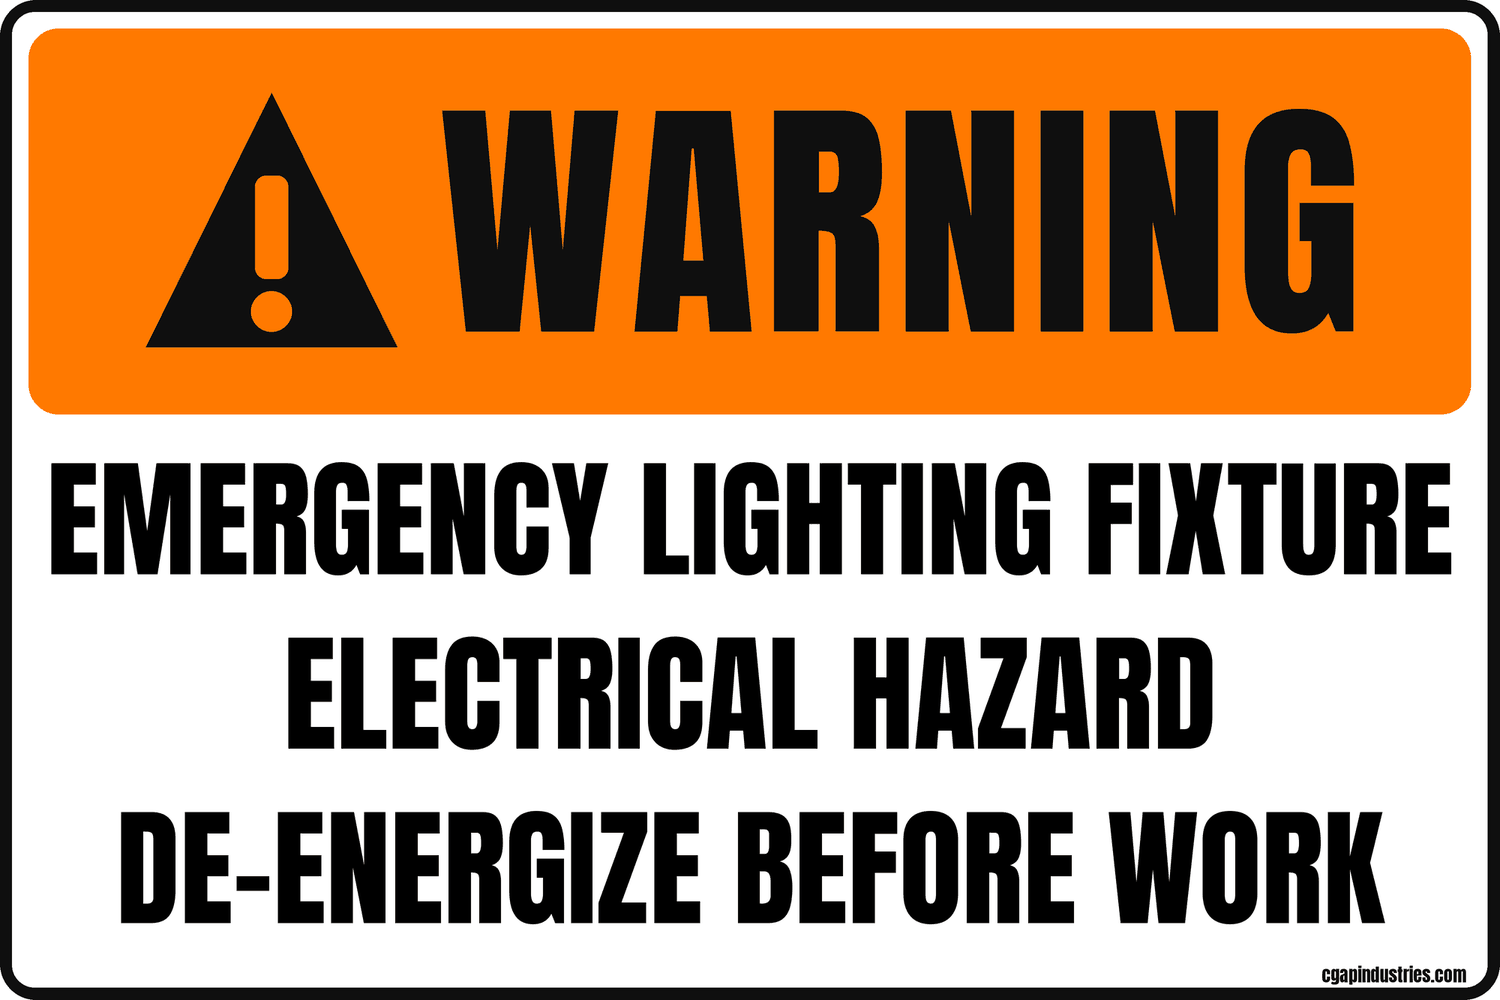 WARNING
EMERGENCY LIGHTING FIXTURE
ELECTRICAL HAZARD
DE-ENERGIZE BEFORE WORK
cgapindustries.com